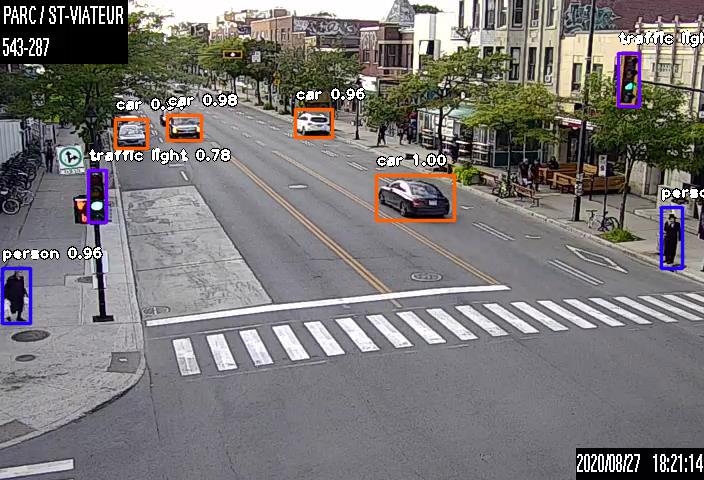 PARC / ST-VIATEUR
543-287
traffic ligh
car 0.
car 0.98
car 0.96
traffic light 0.78
car 1.00
perso
person 0.96
2020/08/27 18:21:14